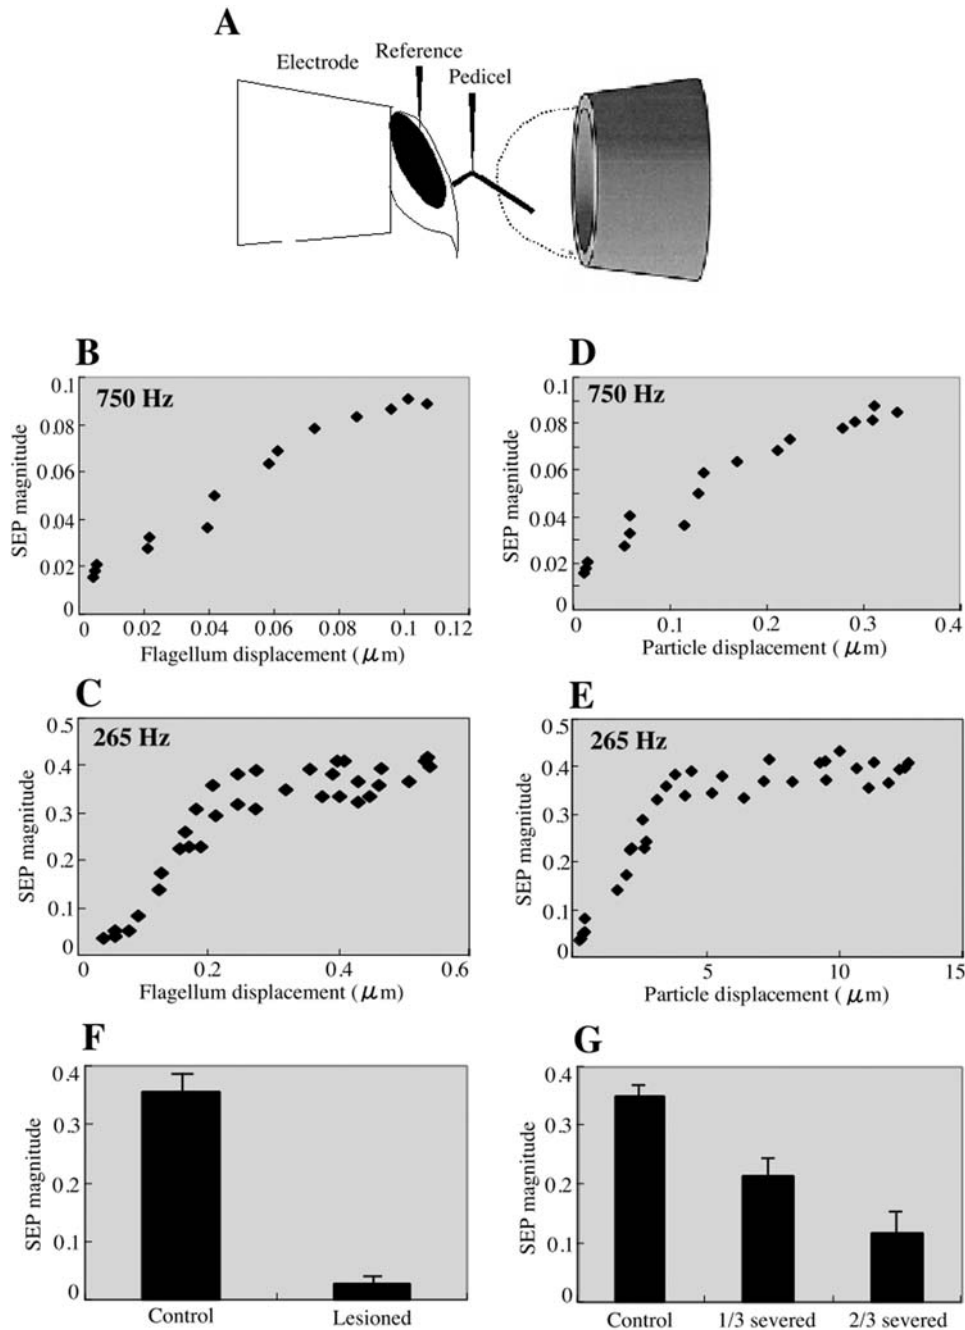 A
Reference
Electrode
Pedicel
B
750 Hz
0.1
0.08
0.06
0.04
0.02
0
SEP magnitude
0 0.02 0.04 0.06 0.08 0.1 0.12
Flagellum displacement ( μm)
D
750 Hz
0.1
0.08
0.06
0.04
0.02
0
SEP magnitude
0 0.1 0.2 0.3 0.4
Particle displacement ( μm)
C
265 Hz
0.5
0.4
0.3
0.2
0.1
0
SEP magnitude
0 0.2 0.4 0.6
Flagellum displacement ( μm)
E
265 Hz
0.5
0.4
0.3
0.2
0.1
0
SEP magnitude
5 10 15
Particle displacement ( μm)
F
0.4
0.3
0.2
0.1
0
SEP magnitude
Control Lesioned
G
0.4
0.3
0.2
0.1
0
SEP magnitude
Control 1/3 severed 2/3 severed